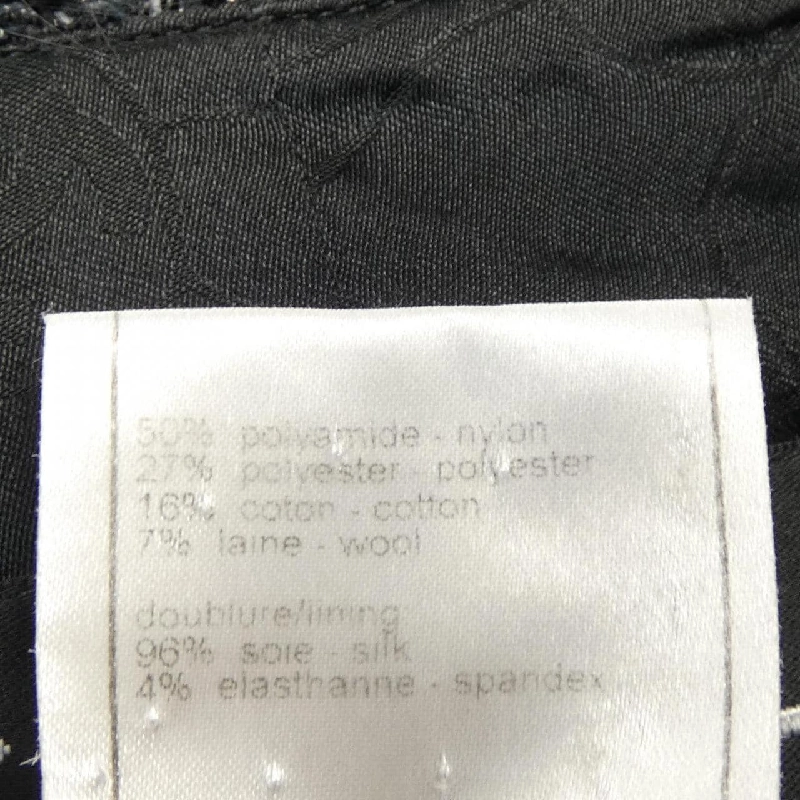 50% polyamide - nylon
27% polyester - polyester
16% coton - cotton
7% laine - wool
doublure/lining:
96% soie - silk
4% elasthanne - spandex